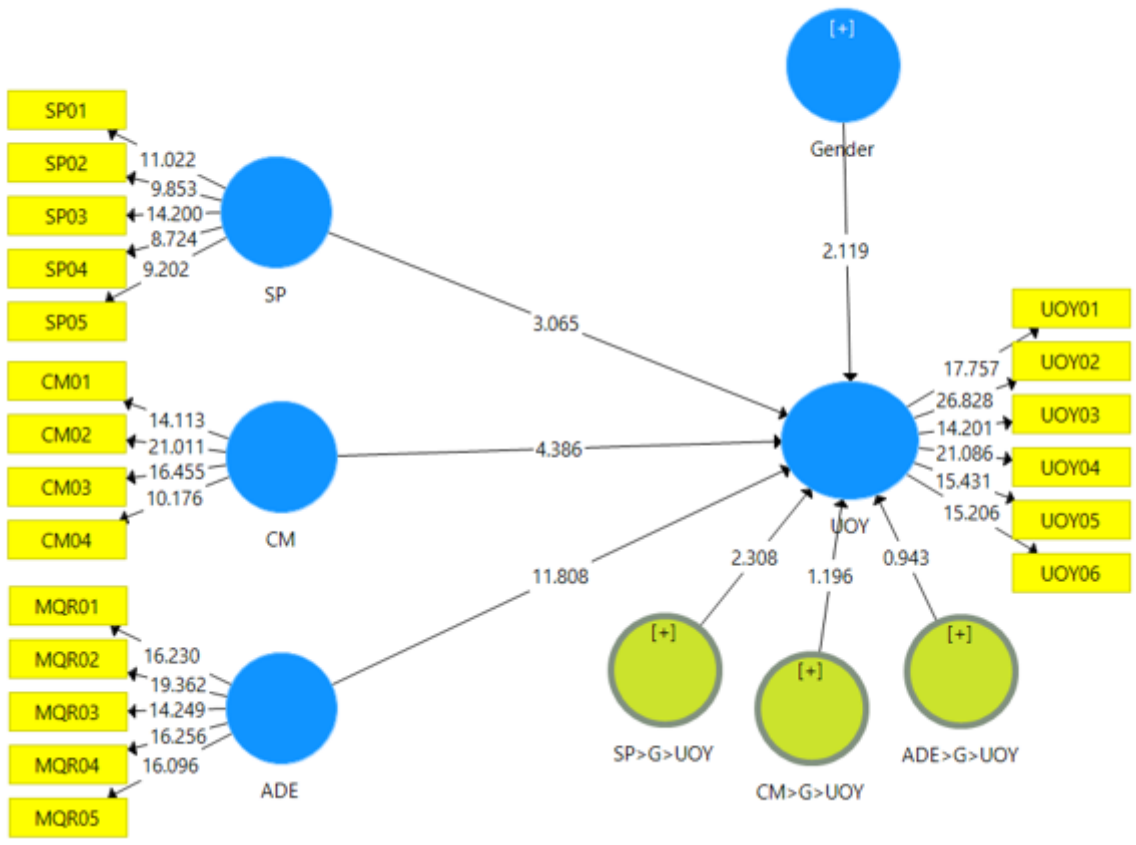 [+]
Gender
2.119
SP01
SP02
SP03
SP04
SP05
11.022
9.853
14.200
8.724
9.202
SP
3.065
CM01
CM02
CM03
CM04
14.113
21.011
16.455
10.176
CM
4.386
MQR01
MQR02
MQR03
MQR04
MQR05
16.230
19.362
14.249
16.256
16.096
ADE
11.808
UOY
17.757
26.828
14.201
21.086
15.431
15.206
UOY01
UOY02
UOY03
UOY04
UOY05
UOY06
2.308
1.196
0.943
[+]
SP>G>UOY
[+]
CM>G>UOY
[+]
ADE>G>UOY